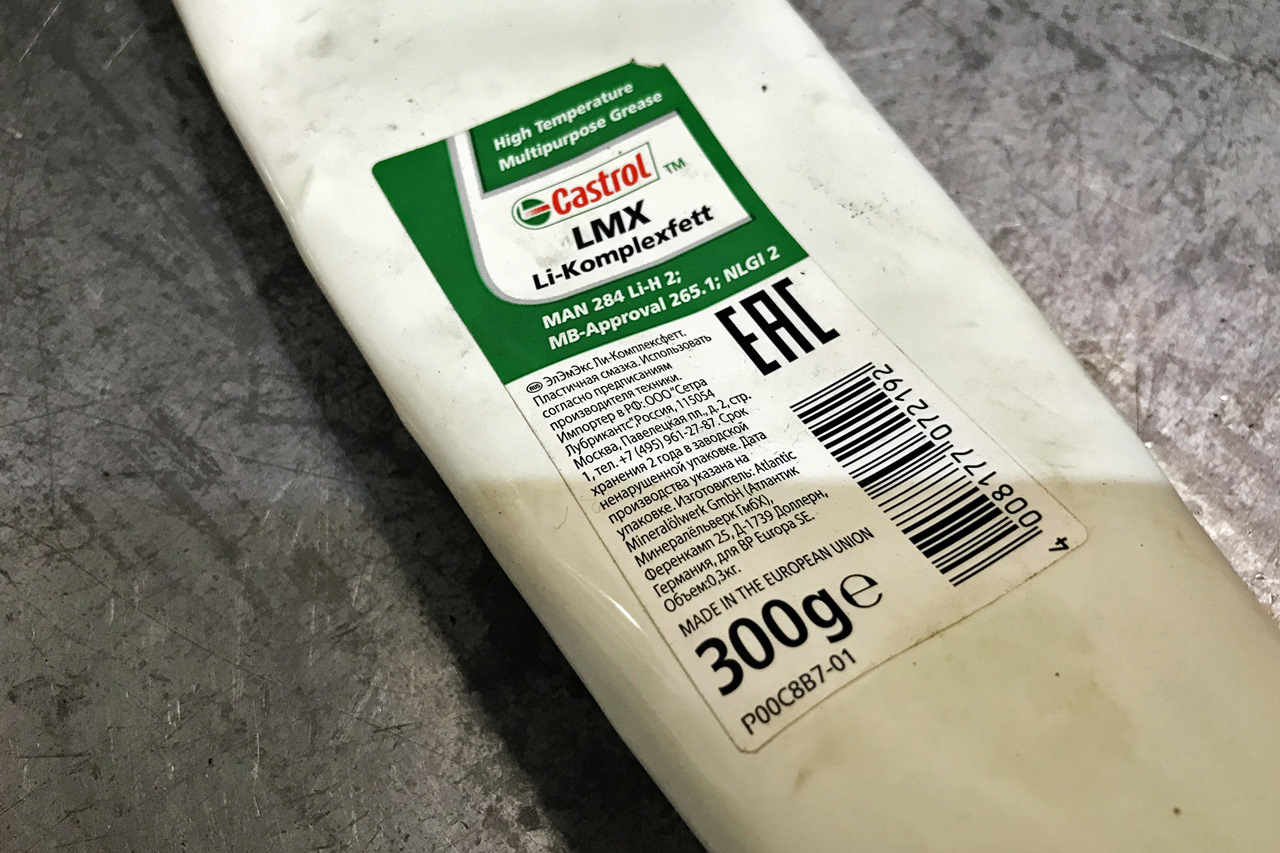 High Temperature
Multipurpose Grease
Castrol™
LMX
Li-Komplexfett
MAN 284 Li-H 2;
MB-Approval 265.1; NLGI 2
EAC
RUS ЭлЭмЭкс Ли-Комплексфетт.
Пластичная смазка. Использовать
согласно предписаниям
производителя техники.
Импортер в РФ: ООО "Сетра
Лубрикантс",Россия, 115054
Москва, Павелецкая пл., д. 2, стр.
1, тел. +7 (495) 961-27-87. Срок
хранения 2 года в заводской
ненарушенной упаковке. Дата
производства указана на
упаковке. Изготовитель: Atlantic
Mineralölwerk GmbH (Атлантик
Минералёльверк ГмбХ),
Ференкамп 25, Д-1739 Доллерн,
Германия, для BP Europa SE.
Объем:0,3кг.
MADE IN THE EUROPEAN UNION
300g℮
P00C8B7-01
4 008177 072192